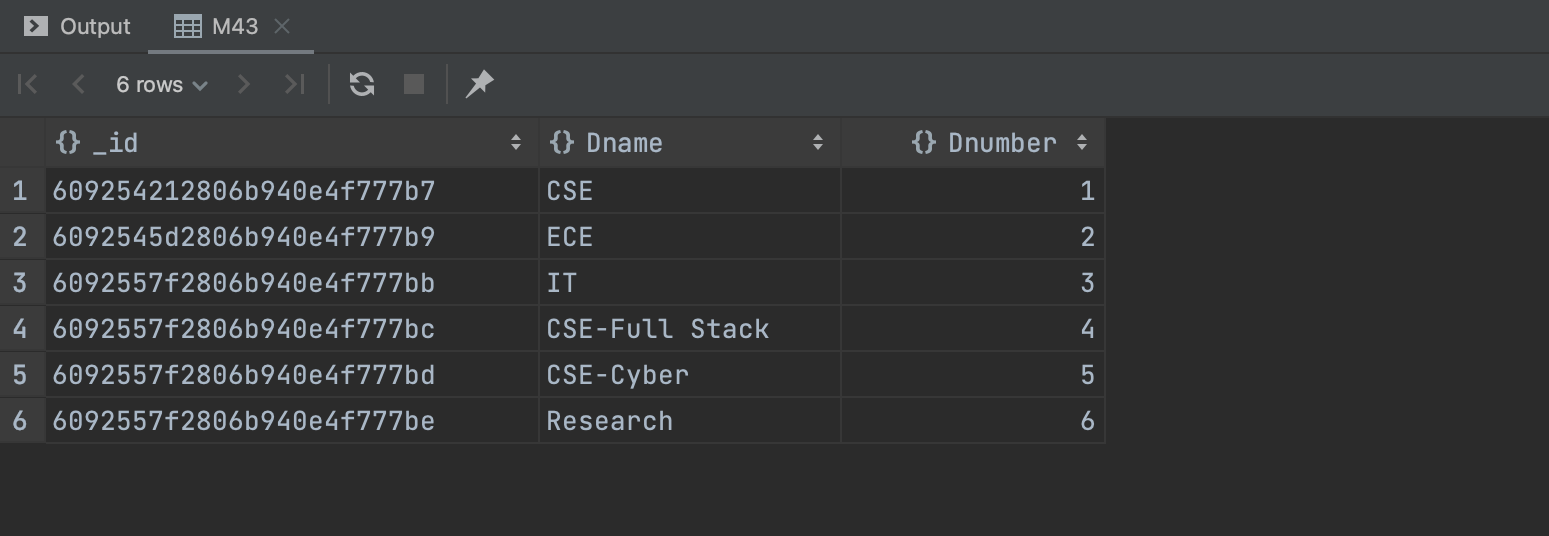 Output M43
6 rows
{} _id {} Dname {} Dnumber
1 609254212806b940e4f777b7 CSE 1
2 6092545d2806b940e4f777b9 ECE 2
3 6092557f2806b940e4f777bb IT 3
4 6092557f2806b940e4f777bc CSE-Full Stack 4
5 6092557f2806b940e4f777bd CSE-Cyber 5
6 6092557f2806b940e4f777be Research 6